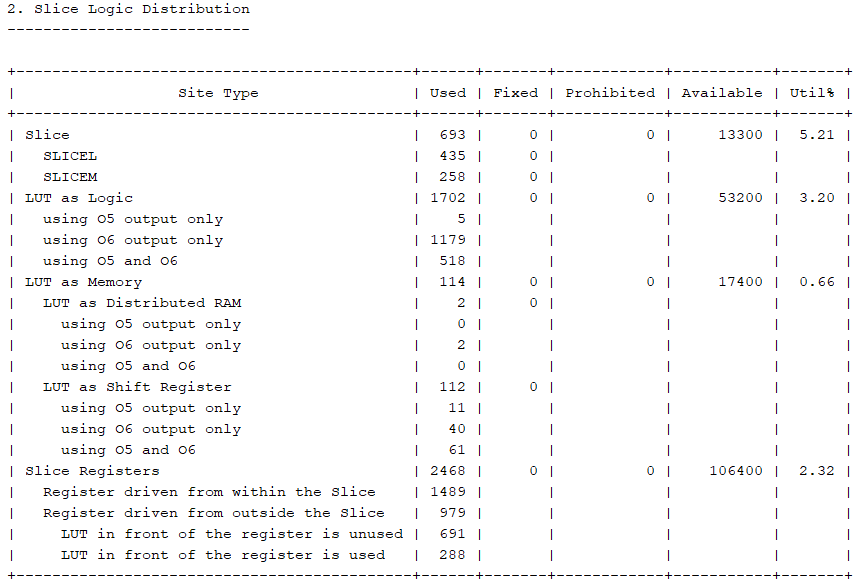 2. Slice Logic Distribution
---------------------------
+--------------------------------------------+-------+-------+------------+-----------+-------+
| Site Type | Used | Fixed | Prohibited | Available | Util% |
+--------------------------------------------+-------+-------+------------+-----------+-------+
| Slice | 693 | 0 | 0 | 13300 | 5.21 |
| SLICEL | 435 | 0 | | | |
| SLICEM | 258 | 0 | | | |
| LUT as Logic | 1702 | 0 | 0 | 53200 | 3.20 |
| using O5 output only | 5 | | | | |
| using O6 output only | 1179 | | | | |
| using O5 and O6 | 518 | | | | |
| LUT as Memory | 114 | 0 | 0 | 17400 | 0.66 |
| LUT as Distributed RAM | 2 | 0 | | | |
| using O5 output only | 0 | | | | |
| using O6 output only | 2 | | | | |
| using O5 and O6 | 0 | | | | |
| LUT as Shift Register | 112 | 0 | | | |
| using O5 output only | 11 | | | | |
| using O6 output only | 40 | | | | |
| using O5 and O6 | 61 | | | | |
| Slice Registers | 2468 | 0 | 0 | 106400 | 2.32 |
| Register driven from within the Slice | 1489 | | | | |
| Register driven from outside the Slice | 979 | | | | |
| LUT in front of the register is unused | 691 | | | | |
| LUT in front of the register is used | 288 | | | | |
+--------------------------------------------+-------+-------+------------+-----------+-------+